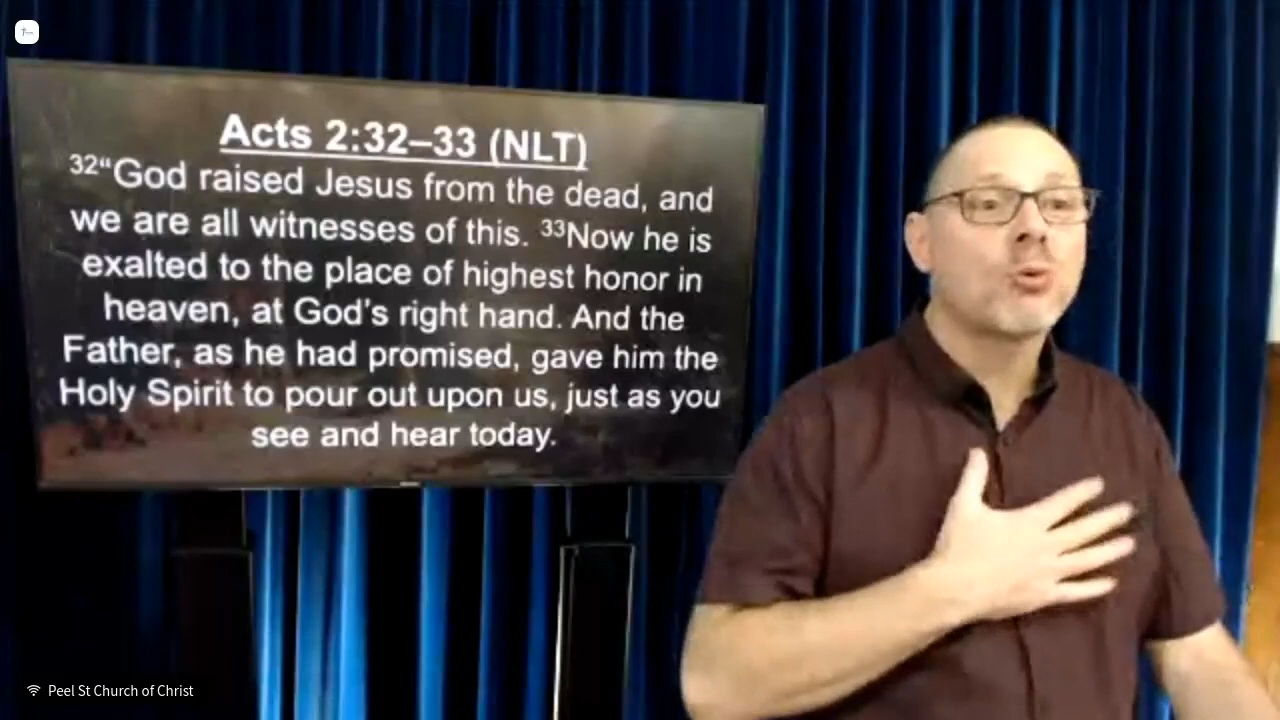 Acts 2:32–33 (NLT)
32“God raised Jesus from the dead, and
we are all witnesses of this. 33Now he is
exalted to the place of highest honor in
heaven, at God's right hand. And the
Father, as he had promised, gave him the
Holy Spirit to pour out upon us, just as you
see and hear today.
Peel St Church of Christ